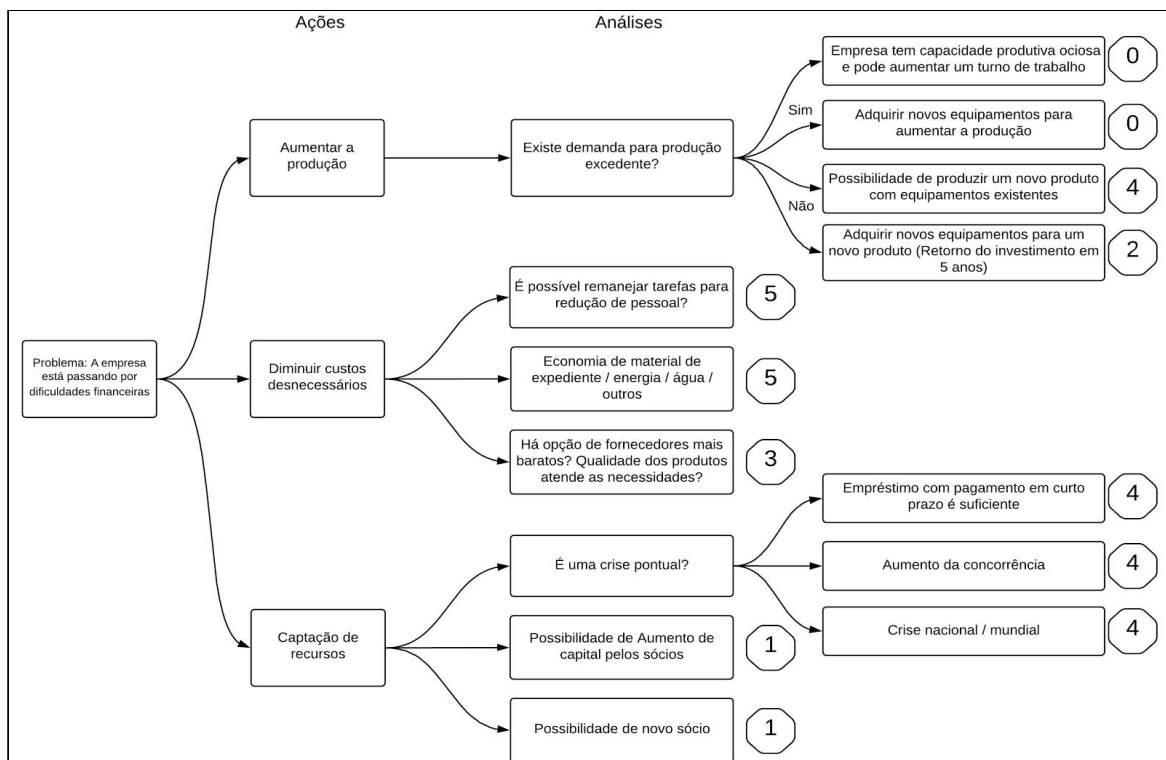 Ações
Análises
Empresa tem capacidade produtiva ociosa
e pode aumentar um turno de trabalho
0
Sim
Adquirir novos equipamentos para
aumentar a produção
0
Aumentar a
produção
Existe demanda para produção
excedente?
Possibilidade de produzir um novo produto
com equipamentos existentes
4
Não
Adquirir novos equipamentos para um
novo produto (Retorno do investimento em
5 anos)
2
É possível remanejar tarefas para
redução de pessoal?
5
Problema: A empresa
está passando por
dificuldades financeiras
Diminuir custos
desnecessários
Economia de material de
expediente / energia / água /
outros
5
Há opção de fornecedores mais
baratos? Qualidade dos produtos
atende as necessidades?
3
Empréstimo com pagamento em curto
prazo é suficiente
4
É uma crise pontual?
Aumento da concorrência
4
Crise nacional / mundial
4
Captação de
recursos
Possibilidade de Aumento de
capital pelos sócios
1
Possibilidade de novo sócio
1